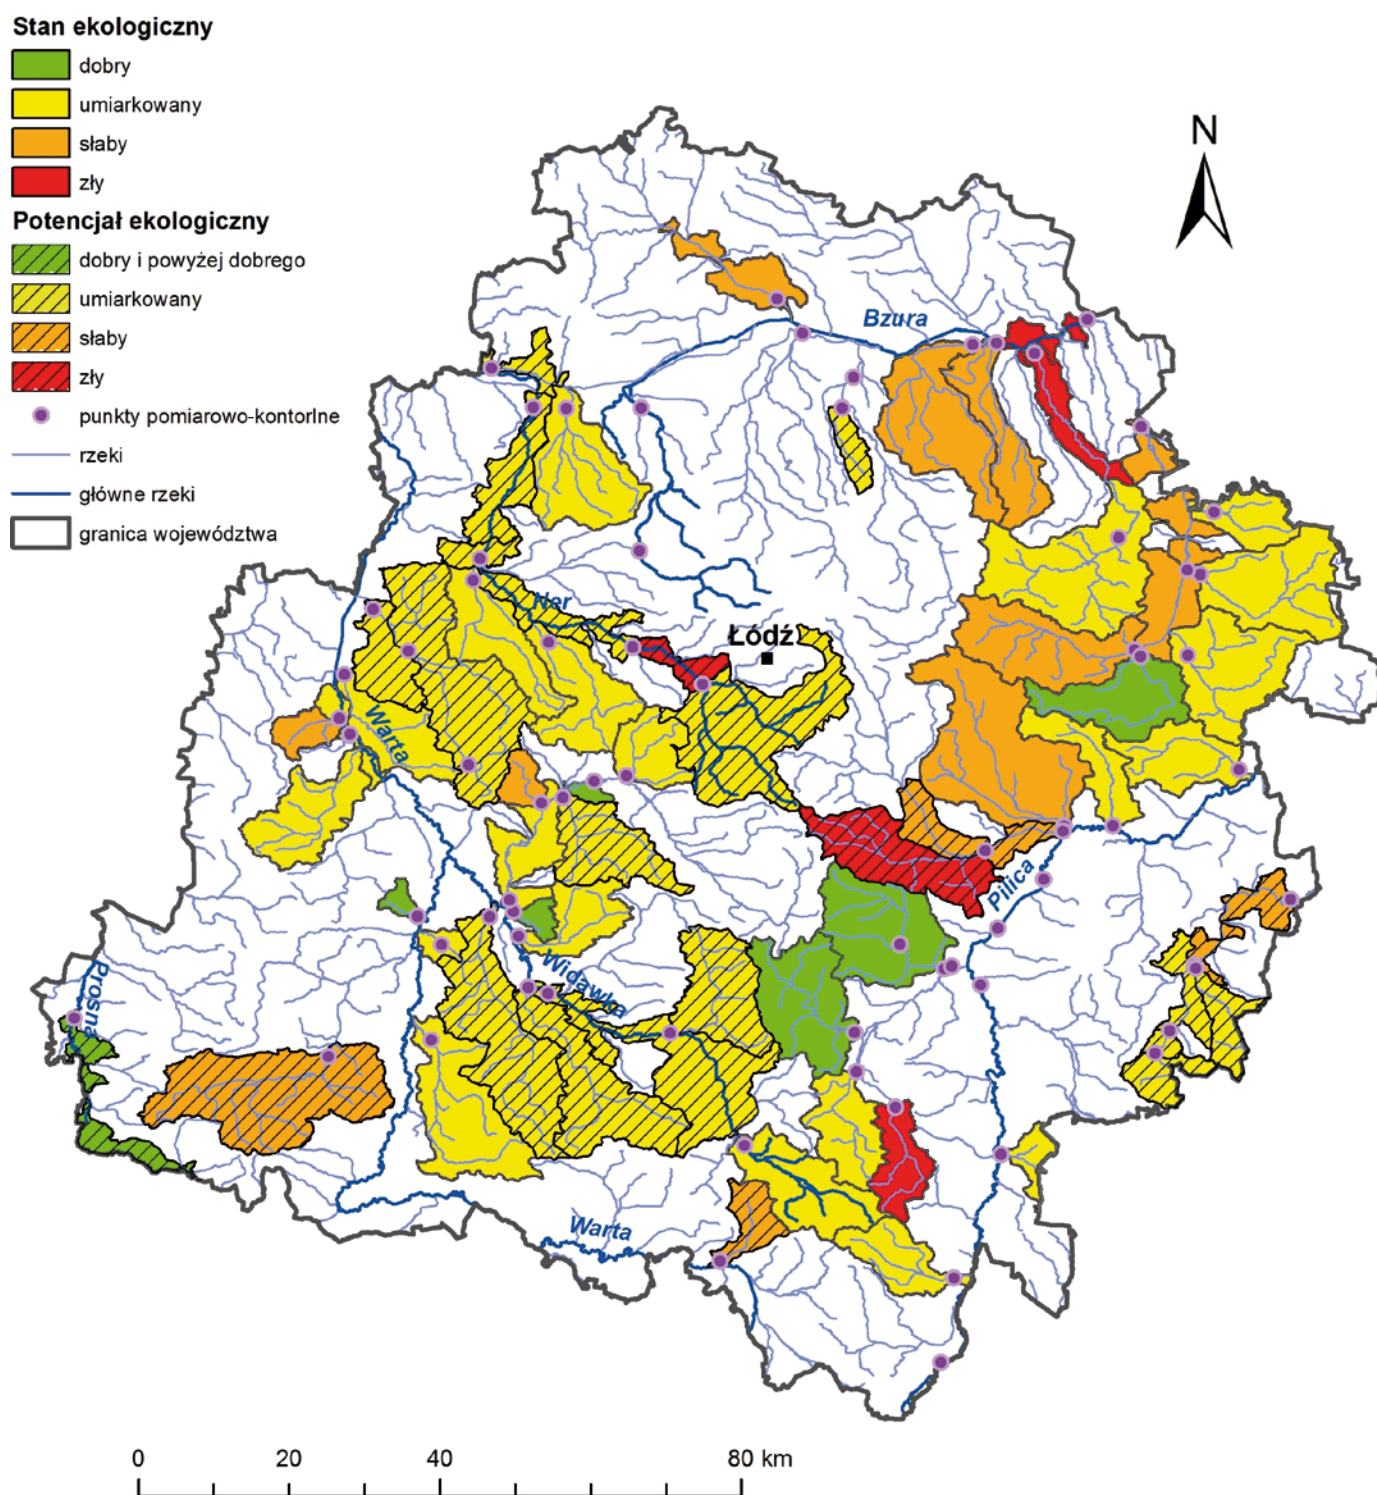 Stan ekologiczny
dobry
umiarkowany
słaby
zły
Potencjał ekologiczny
dobry i powyżej dobrego
umiarkowany
słaby
zły
punkty pomiarowo-kontorlne
rzeki
główne rzeki
granica województwa
N
Bzura
Ner
Łódź
Warta
Pilica
Widawka
Prosna
Warta
0 20 40 80 km